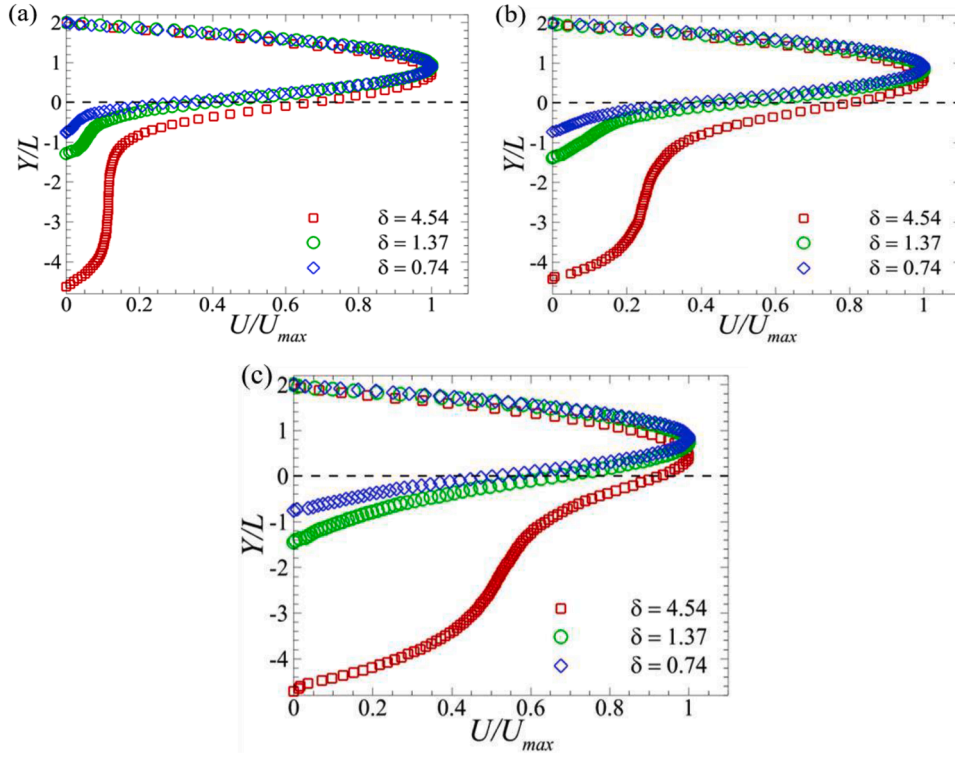 (a)
2
1
0
-1
-2
-3
-4
Y/L
0
0.2
0.4
0.6
0.8
1
U/Umax
δ = 4.54
δ = 1.37
δ = 0.74
(b)
2
1
0
-1
-2
-3
-4
Y/L
0
0.2
0.4
0.6
0.8
1
U/Umax
δ = 4.54
δ = 1.37
δ = 0.74
(c)
2
1
0
-1
-2
-3
-4
Y/L
0
0.2
0.4
0.6
0.8
1
U/Umax
δ = 4.54
δ = 1.37
δ = 0.74